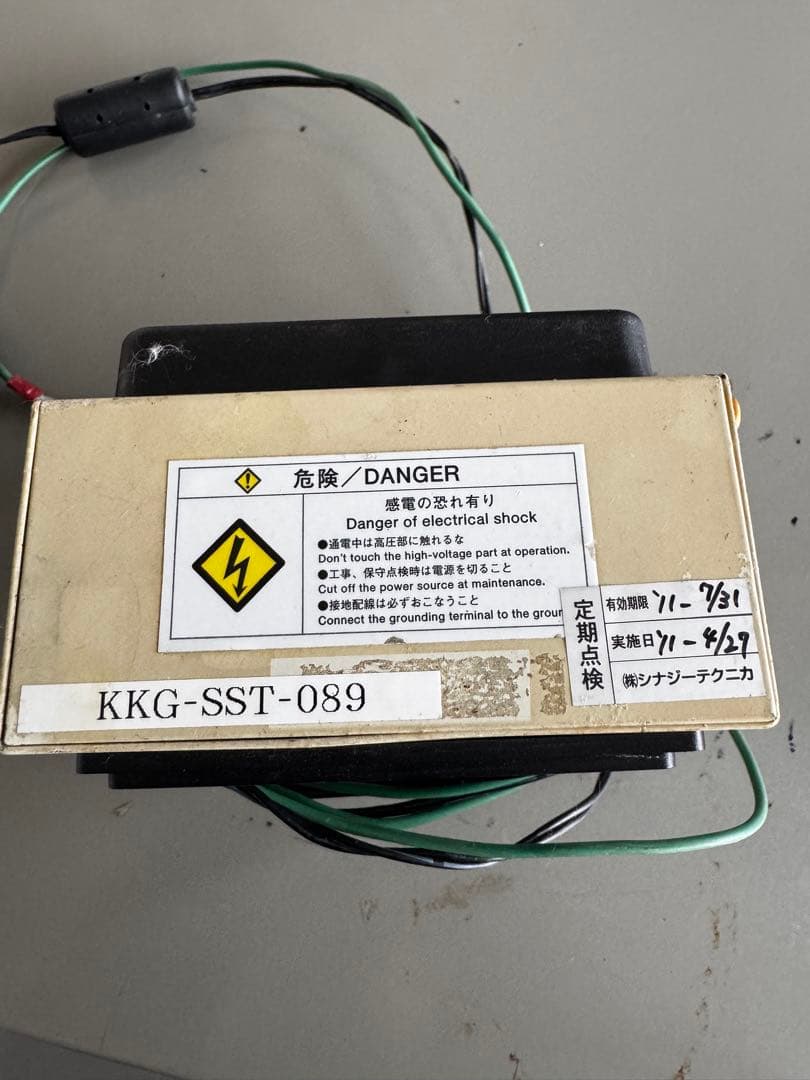 危険／DANGER
感電の恐れ有り
Danger of electrical shock
●通電中は高圧部に触れるな
Don't touch the high-voltage part at operation.
●工事、保守点検時は電源を切ること
Cut off the power source at maintenance.
●接地配線は必ずおこなうこと
Connect the grounding terminal to the groun
定期点検
有効期限 '11-7/31
実施日 '11-4/27
㈱シナジーテクニカ
KKG-SST-089